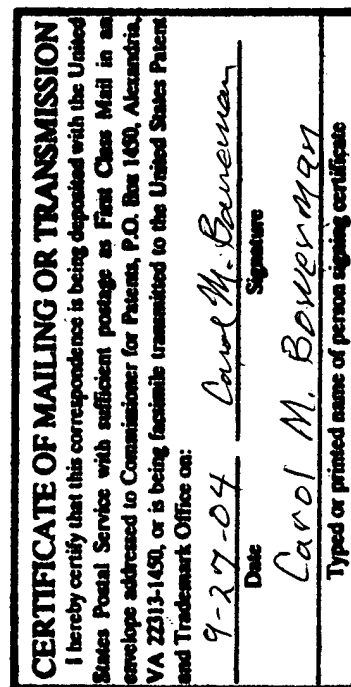 CERTIFICATE OF MAILING OR TRANSMISSION
I hereby certify that this correspondence is being deposited with the United
States Postal Service with sufficient postage as First Class Mail in an
envelope addressed to Commissioner for Patents, P.O. Box 1450, Alexandria,
VA 22313-1450, or is being facsimile transmitted to the United States Patent
and Trademark Office on:
9-27-04 Carol M. Bowerman
Date Signature
Carol M. Bowerman
Typed or printed name of person signing certificate